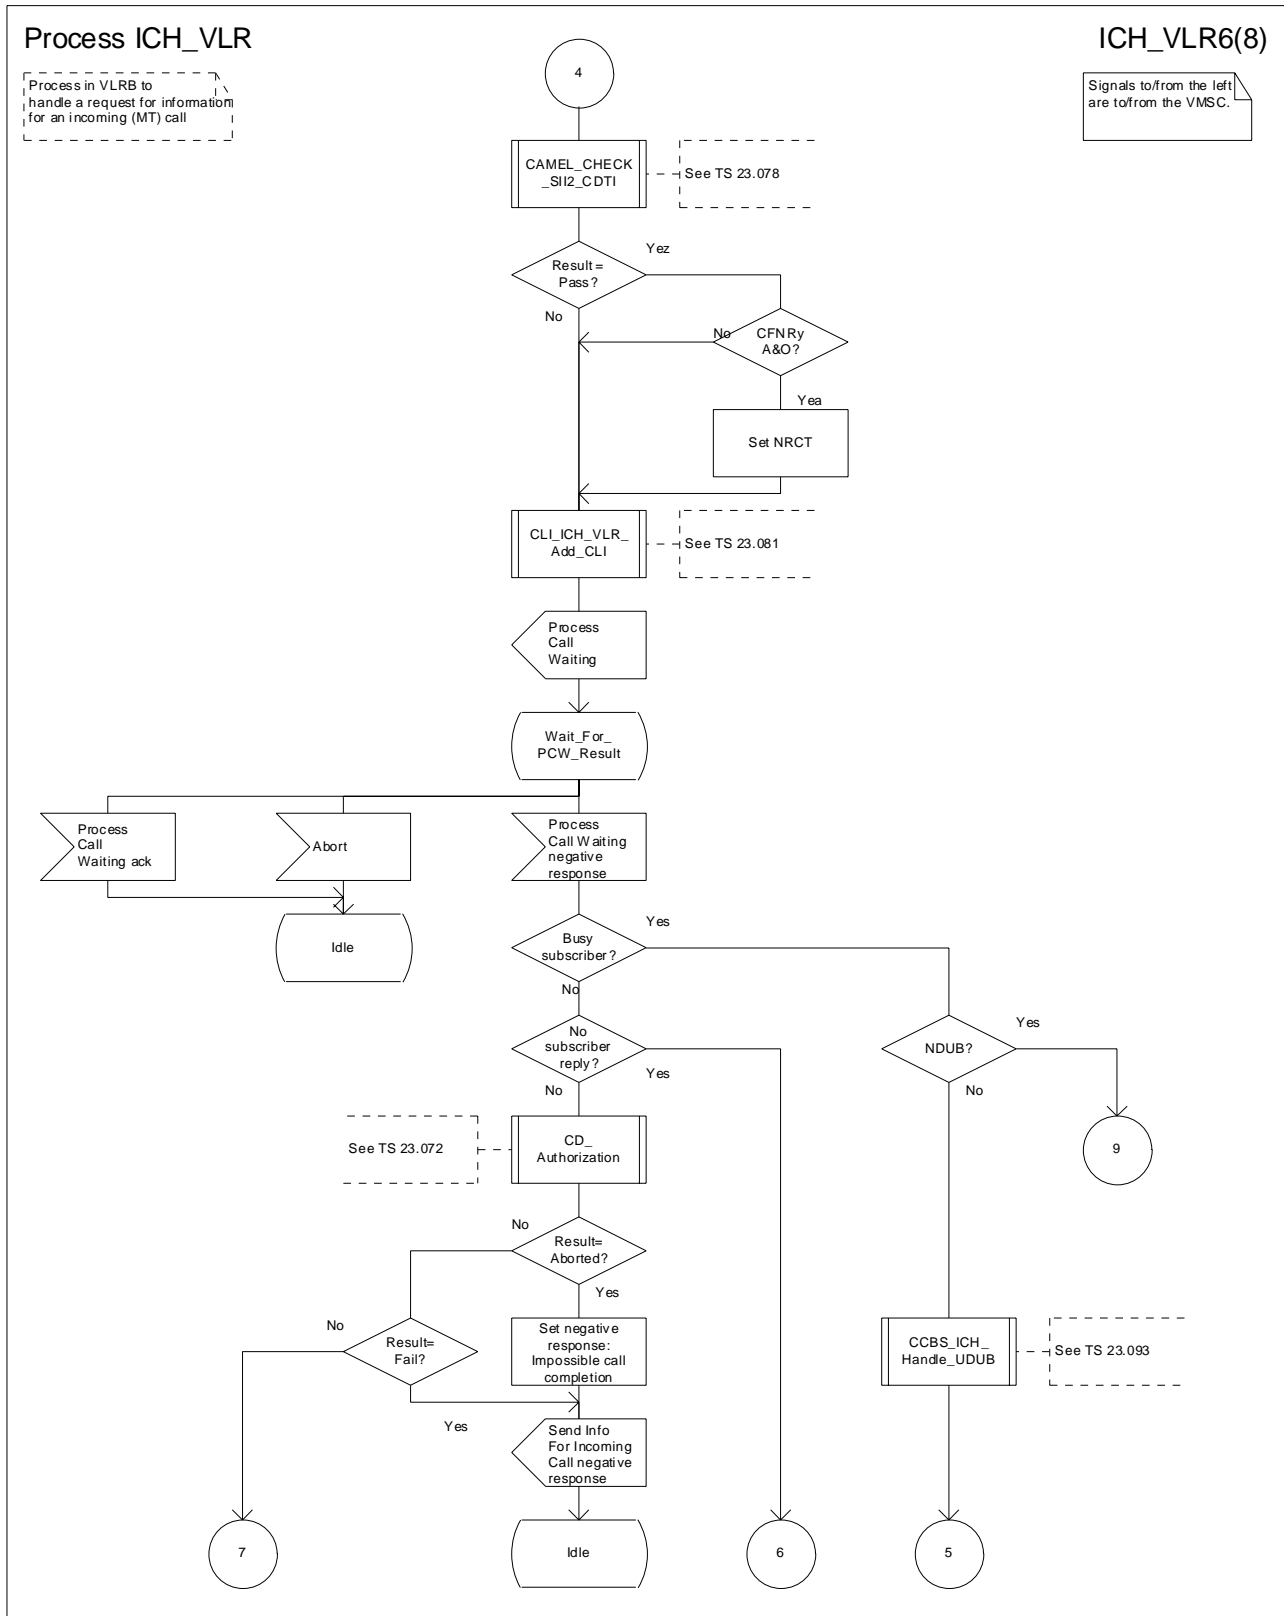 Process ICH_VLR
ICH_VLR6(8)
Process in VLRB to
handle a request for information
for an incoming (MT) call
4
Signals to/from the left
are to/from the VMSC.
CAMEL_CHECK
_SII2_CDTI
See TS 23.078
Yez
Result =
Pass?
No
No
CFNRy
A&O?
Yea
Set NRCT
CLI_ICH_VLR_
Add_CLI
See TS 23.081
Process
Call
Waiting
Wait_For_
PCW_Result
Process
Call
Waiting ack
Abort
Process
Call Waiting
negative
response
Idle
Busy
subscriber?
Yes
No
No
subscriber
reply?
Yes
No
NDUB?
Yes
No
See TS 23.072
CD_
Authorization
9
No
Result=
Aborted?
Yes
No
Result=
Fail?
Yes
Set negative
response:
Impossible call
completion
CCBS_ICH_
Handle_UDUB
See TS 23.093
Send Info
For Incoming
Call negative
response
7
Idle
6
5